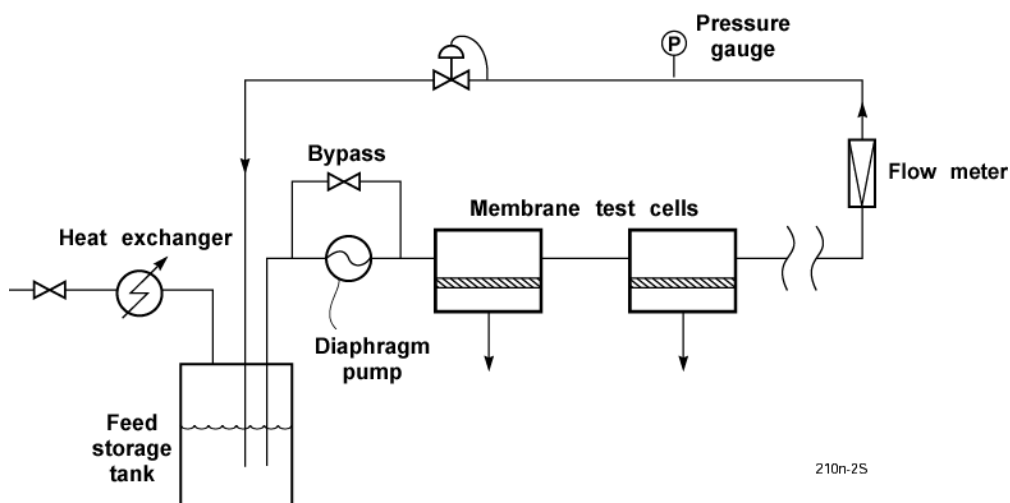 Pressure
gauge
P
Bypass
Flow meter
Membrane test cells
Heat exchanger
Diaphragm
pump
Feed
storage
tank
210n-2S